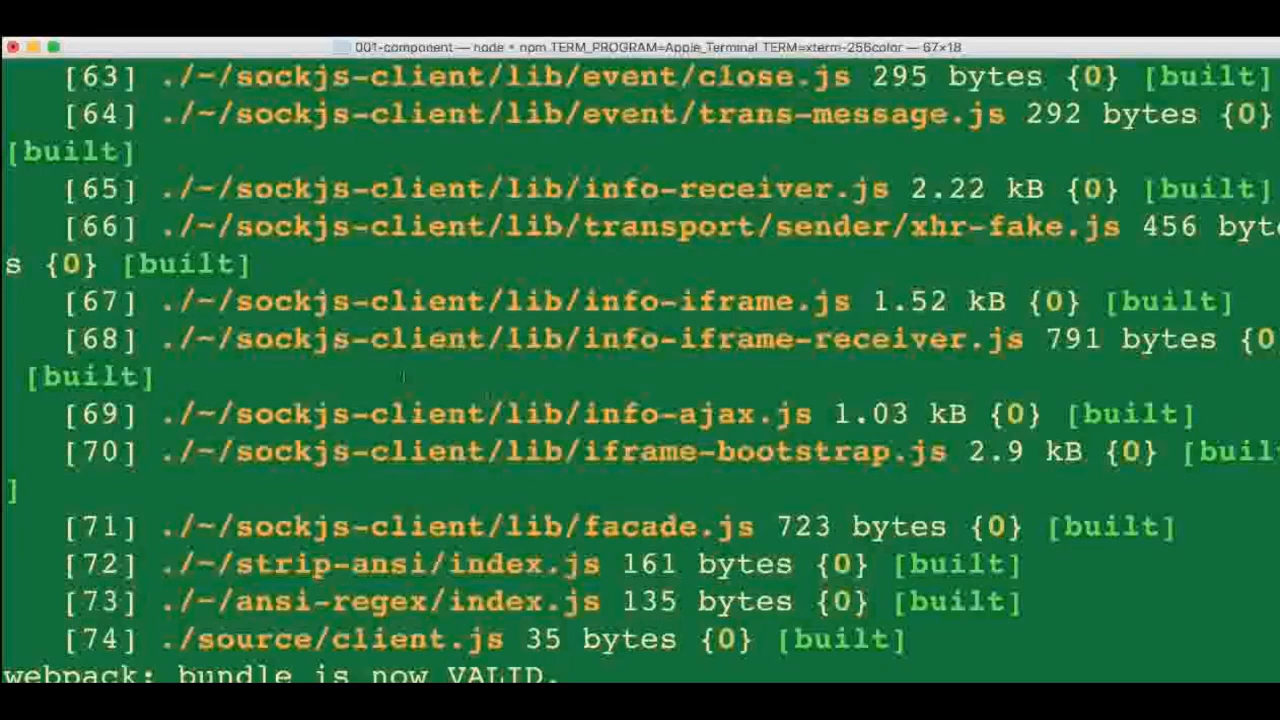 001-component — node • npm TERM_PROGRAM=Apple_Terminal TERM=xterm-256color — 67×18
[63] ./~/sockjs-client/lib/event/close.js 295 bytes {0} [built]
[64] ./~/sockjs-client/lib/event/trans-message.js 292 bytes {0}
[built]
[65] ./~/sockjs-client/lib/info-receiver.js 2.22 kB {0} [built]
[66] ./~/sockjs-client/lib/transport/sender/xhr-fake.js 456 byte
s {0} [built]
[67] ./~/sockjs-client/lib/info-iframe.js 1.52 kB {0} [built]
[68] ./~/sockjs-client/lib/info-iframe-receiver.js 791 bytes {0
[built]
[69] ./~/sockjs-client/lib/info-ajax.js 1.03 kB {0} [built]
[70] ./~/sockjs-client/lib/iframe-bootstrap.js 2.9 kB {0} [buil
]
[71] ./~/sockjs-client/lib/facade.js 723 bytes {0} [built]
[72] ./~/strip-ansi/index.js 161 bytes {0} [built]
[73] ./~/ansi-regex/index.js 135 bytes {0} [built]
[74] ./source/client.js 35 bytes {0} [built]
webpack: bundle is now VALID.